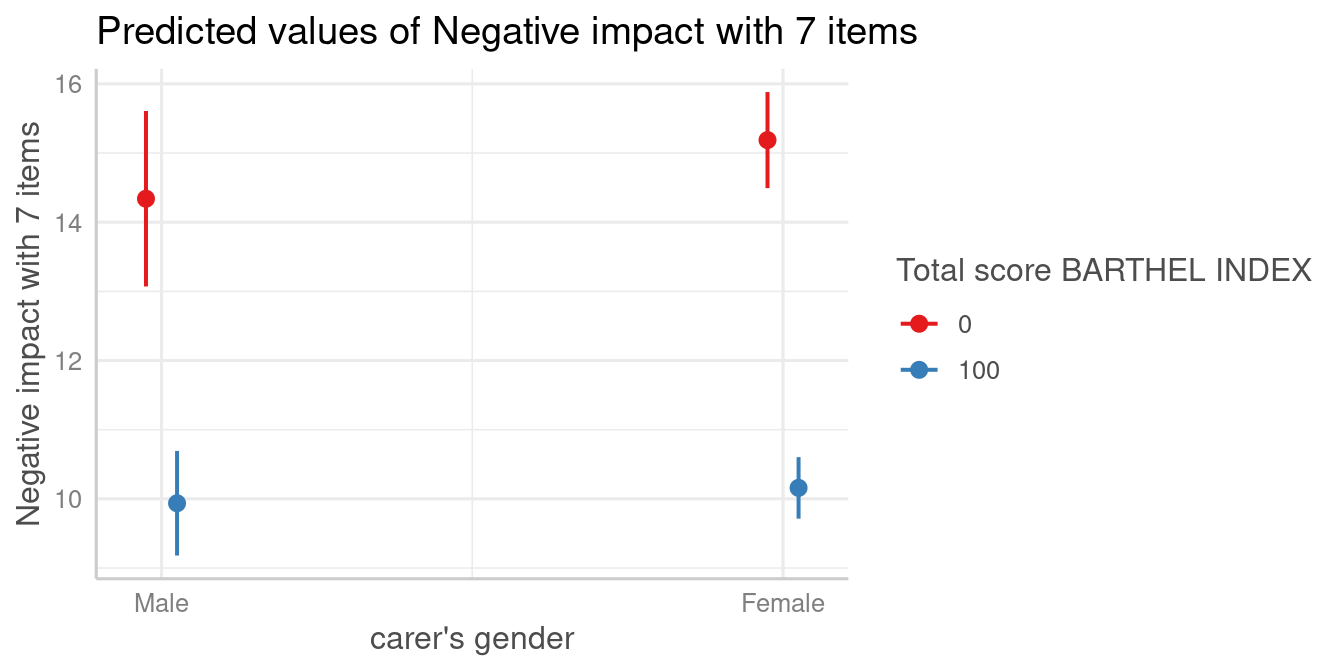 Predicted values of Negative impact with 7 items
Negative impact with 7 items
16
14
12
10
Male
Female
carer's gender
Total score BARTHEL INDEX
0
100